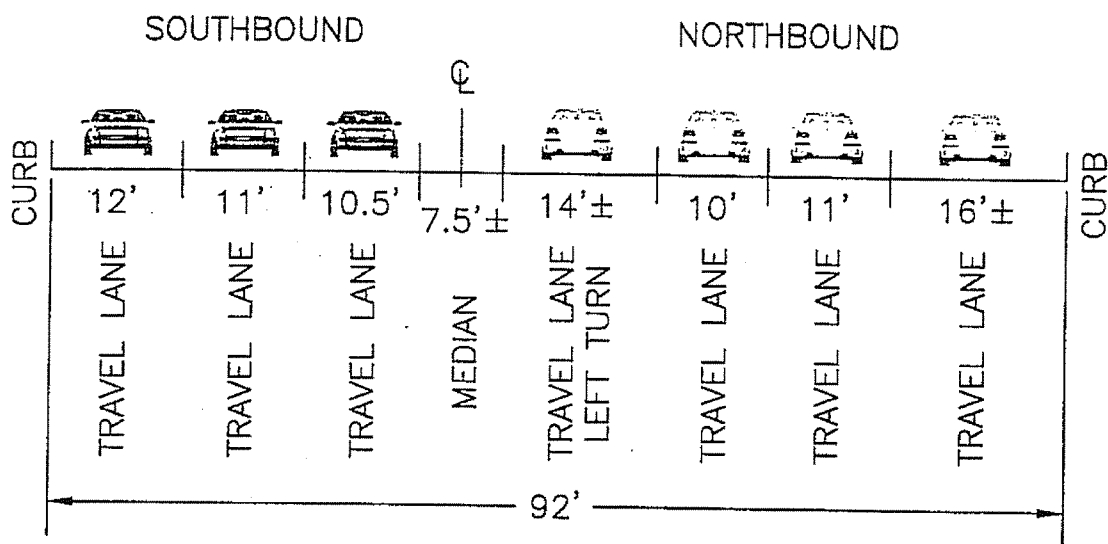 SOUTHBOUND
NORTHBOUND
℄
CURB
12'
11'
10.5'
7.5'±
14'±
10'
11'
16'±
CURB
TRAVEL LANE
TRAVEL LANE
TRAVEL LANE
MEDIAN
TRAVEL LANE
LEFT TURN
TRAVEL LANE
TRAVEL LANE
TRAVEL LANE
92'